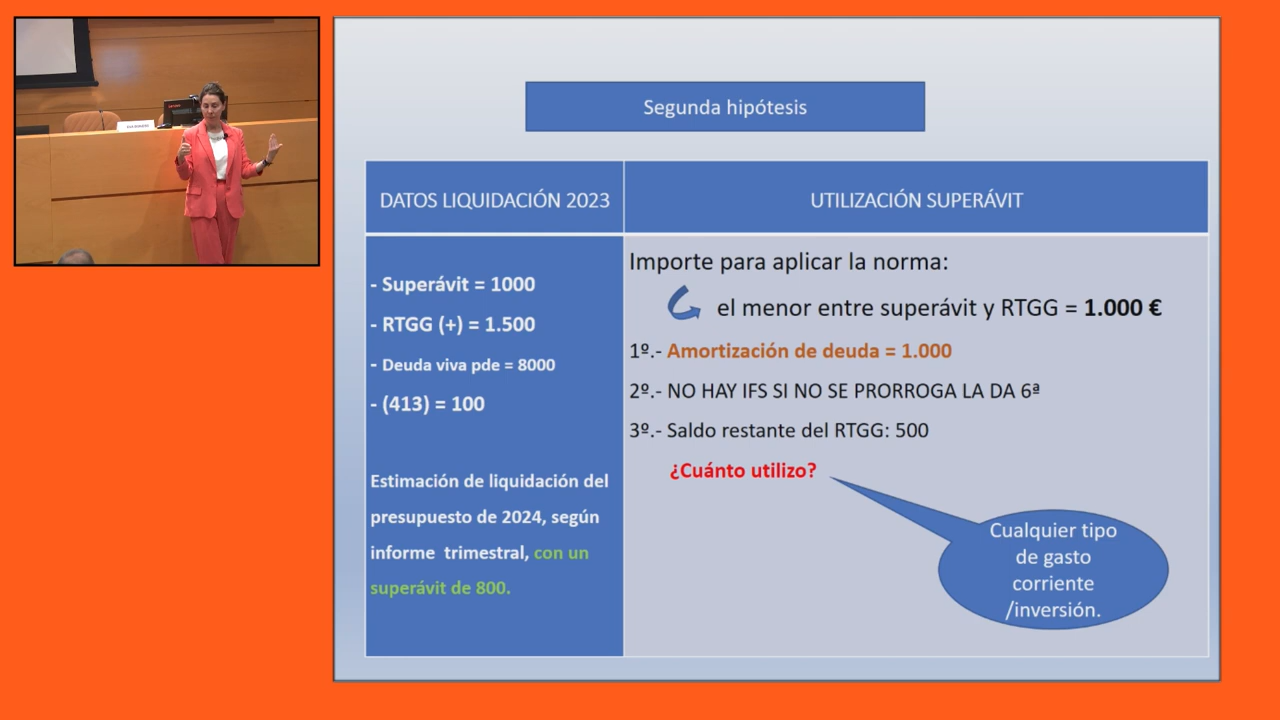 Segunda hipótesis
DATOS LIQUIDACIÓN 2023
UTILIZACIÓN SUPERÁVIT
- Superávit = 1000
- RTGG (+) = 1.500
- Deuda viva pde = 8000
- (413) = 100
Estimación de liquidación del
presupuesto de 2024, según
informe trimestral, con un
superávit de 800.
Importe para aplicar la norma:
el menor entre superávit y RTGG = 1.000 €
1º.- Amortización de deuda = 1.000
2º.- NO HAY IFS SI NO SE PRORROGA LA DA 6ª
3º.- Saldo restante del RTGG: 500
¿Cuánto utilizo?
Cualquier tipo
de gasto
corriente
/inversión.